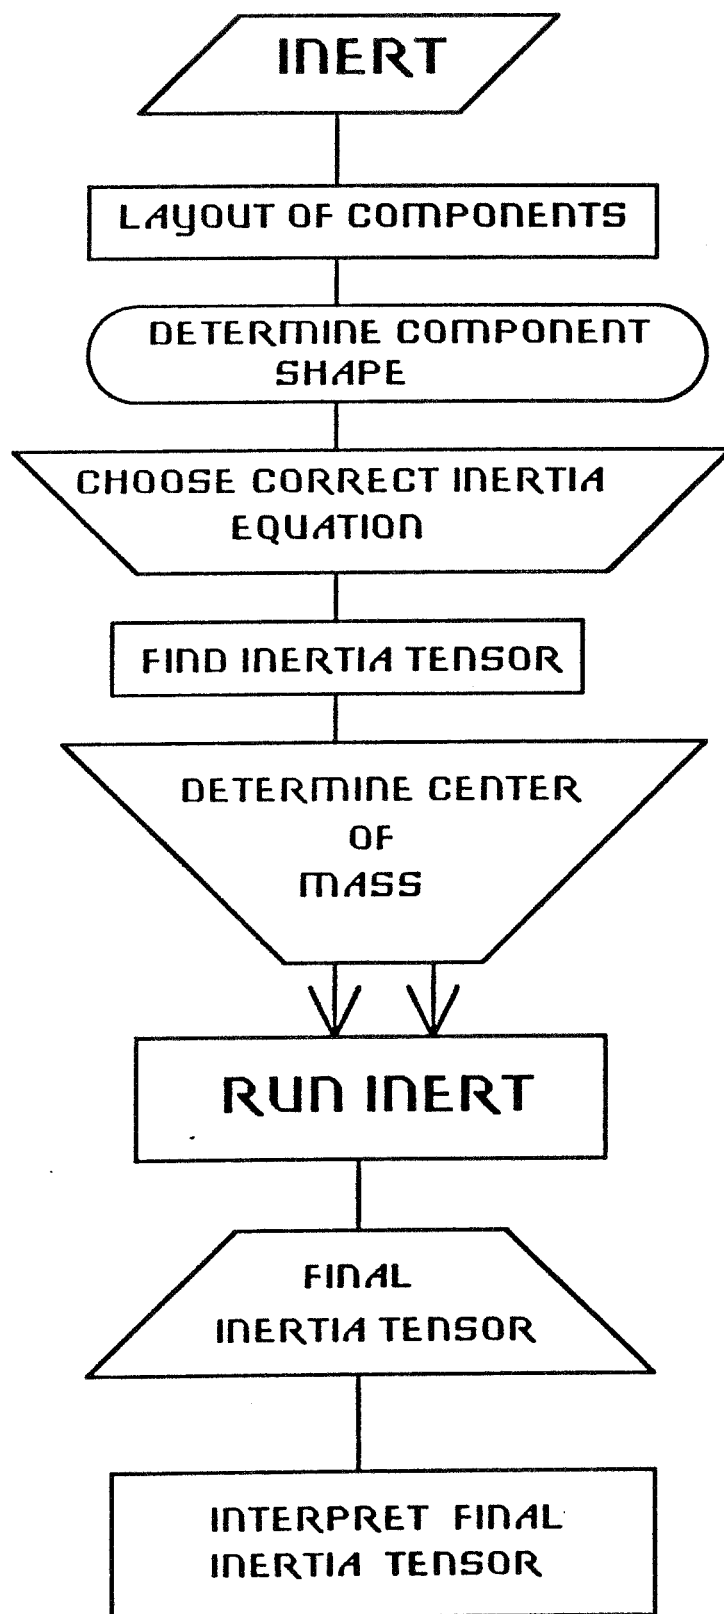 INERT
LAYOUT OF COMPONENTS
DETERMINE COMPONENT
SHAPE
CHOOSE CORRECT INERTIA
EQUATION
FIND INERTIA TENSOR
DETERMINE CENTER
OF
MASS
RUN INERT
FINAL
INERTIA TENSOR
INTERPRET FINAL
INERTIA TENSOR